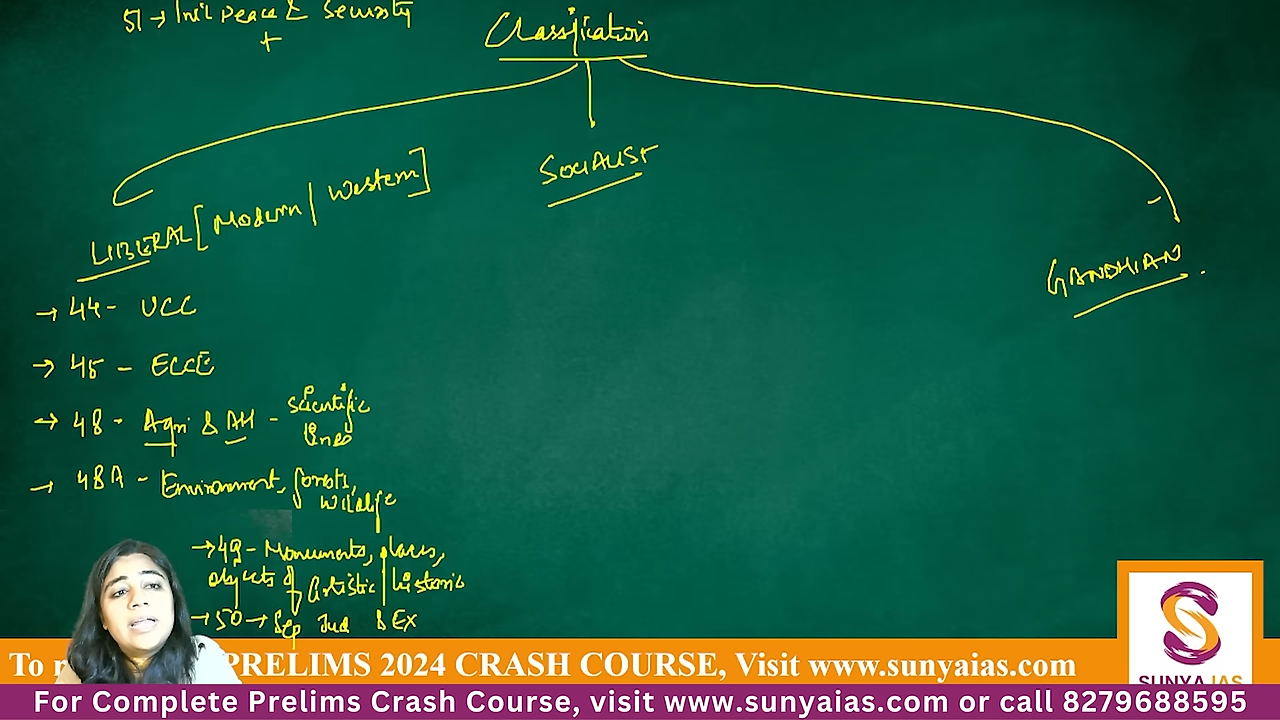 51 → Int'l peace & Security
+
Classification
LIBERAL [Modern | Western]
SOCIALIST
GANDHIAN
→ 44 - UCC
→ 45 - ECCE
→ 48 - Agri & AH - Scientific
lines
→ 48A - Environment, forests,
wildlife
→ 49 - Monuments, places,
objects of Artistic | historic
→ 50 → Sep Jud & Ex
To PRELIMS 2024 CRASH COURSE, Visit www.sunyaias.com
SUNYA IAS
For Complete Prelims Crash Course, visit www.sunyaias.com or call 8279688595